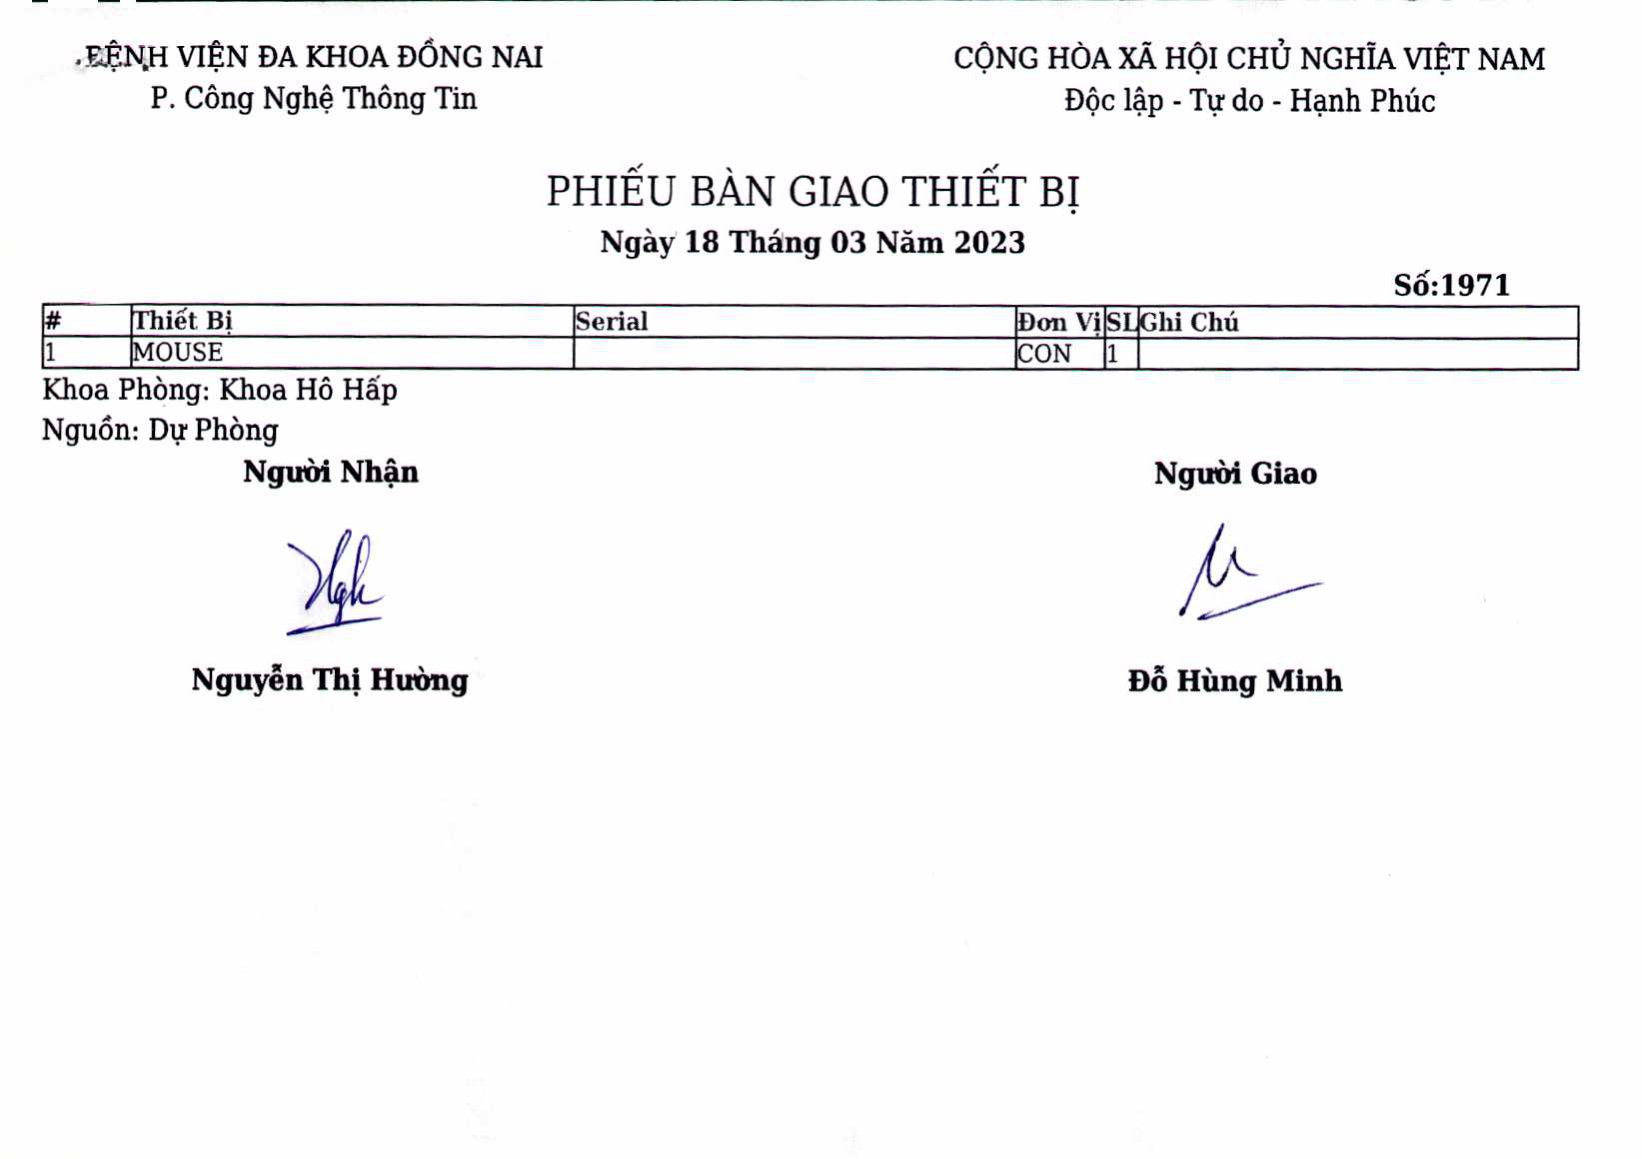 BỆNH VIỆN ĐA KHOA ĐỒNG NAI
P. Công Nghệ Thông Tin
CỘNG HÒA XÃ HỘI CHỦ NGHĨA VIỆT NAM
Độc lập - Tự do - Hạnh Phúc
PHIẾU BÀN GIAO THIẾT BỊ
Ngày 18 Tháng 03 Năm 2023
Số:1971
# Thiết Bị Serial Đơn Vị SL Ghi Chú
1 MOUSE CON 1
Khoa Phòng: Khoa Hô Hấp
Nguồn: Dự Phòng
Người Nhận Người Giao
Nguyễn Thị Hường Đỗ Hùng Minh